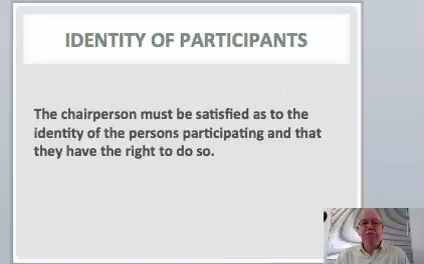 IDENTITY OF PARTICIPANTS
The chairperson must be satisfied as to the
identity of the persons participating and that
they have the right to do so.